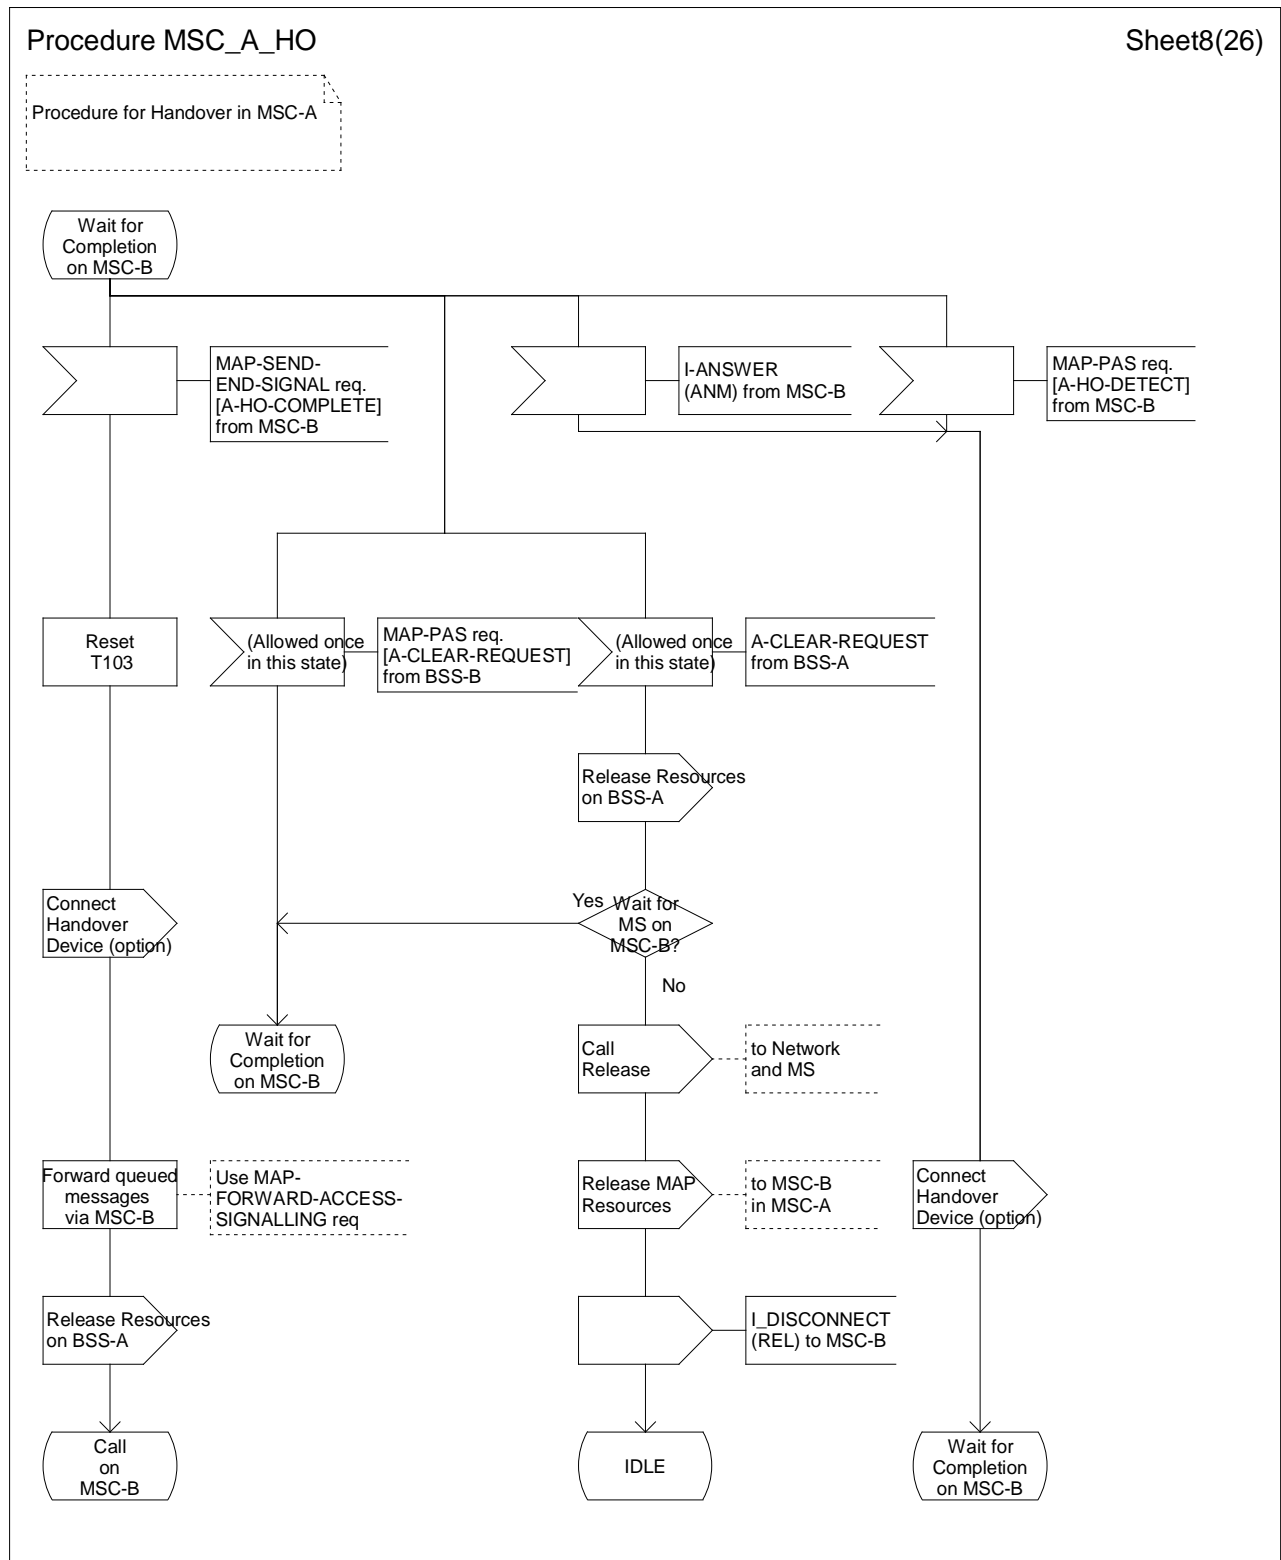 Procedure MSC_A_HO
Sheet8(26)
Procedure for Handover in MSC-A
Wait for
Completion
on MSC-B
MAP-SEND-
END-SIGNAL req.
[A-HO-COMPLETE]
from MSC-B
I-ANSWER
(ANM) from MSC-B
MAP-PAS req.
[A-HO-DETECT]
from MSC-B
Reset
T103
(Allowed once
in this state)
MAP-PAS req.
[A-CLEAR-REQUEST]
from BSS-B
(Allowed once
in this state)
A-CLEAR-REQUEST
from BSS-A
Release Resources
on BSS-A
Connect
Handover
Device (option)
Yes
Wait for
MS on
MSC-B?
No
Wait for
Completion
on MSC-B
Call
Release
to Network
and MS
Forward queued
messages
via MSC-B
Use MAP-
FORWARD-ACCESS-
SIGNALLING req
Release MAP
Resources
to MSC-B
in MSC-A
Connect
Handover
Device (option)
Release Resources
on BSS-A
I_DISCONNECT
(REL) to MSC-B
Call
on
MSC-B
IDLE
Wait for
Completion
on MSC-B